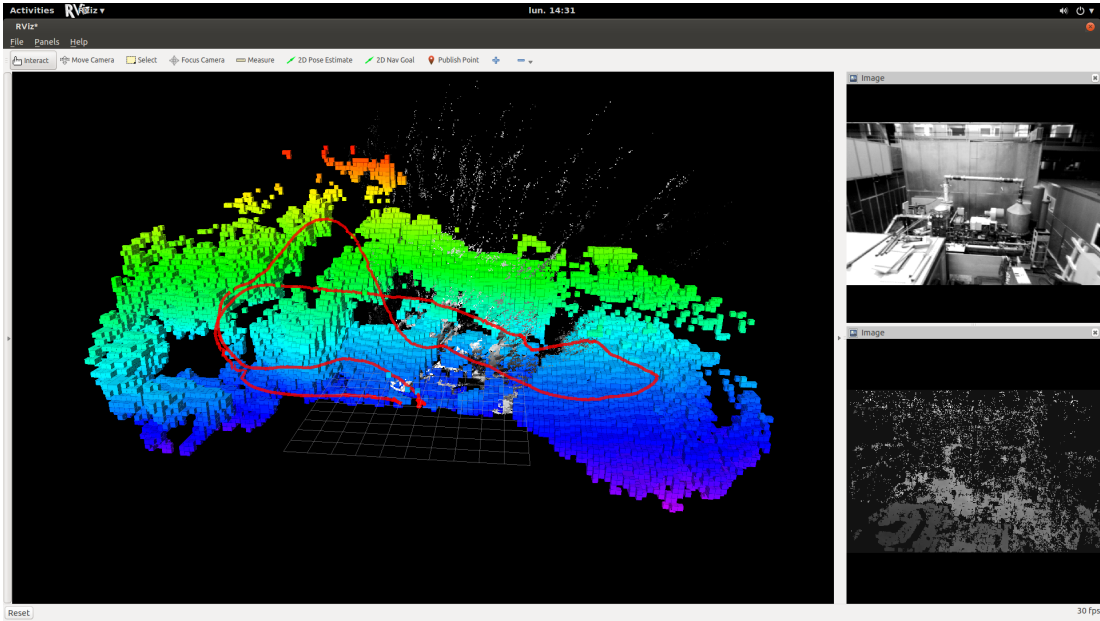 Activities RViz ▾ lun. 14:31
RViz*
File Panels Help
Interact Move Camera Select Focus Camera Measure 2D Pose Estimate 2D Nav Goal Publish Point
Image
Image
Reset 30 fps